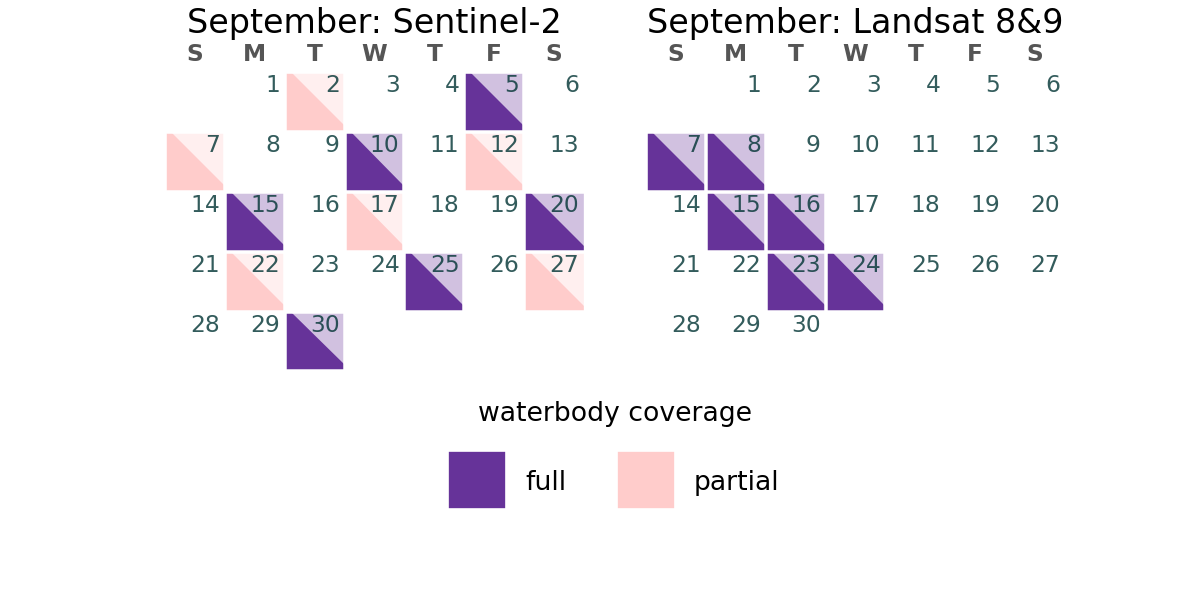 September: Sentinel-2
S M T W T F S
1 2 3 4 5 6
7 8 9 10 11 12 13
14 15 16 17 18 19 20
21 22 23 24 25 26 27
28 29 30
September: Landsat 8&9
S M T W T F S
1 2 3 4 5 6
7 8 9 10 11 12 13
14 15 16 17 18 19 20
21 22 23 24 25 26 27
28 29 30
waterbody coverage
full partial